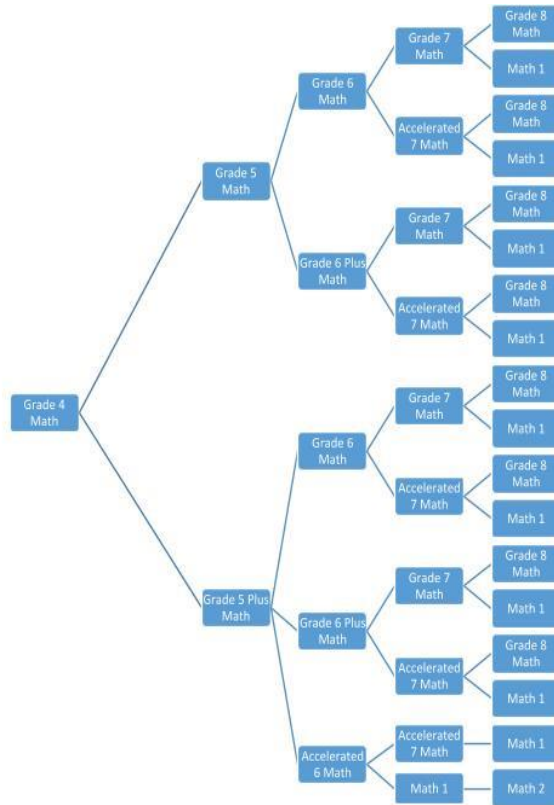 Grade 8
Math
Grade 7
Math
Math 1
Grade 6
Math
Grade 8
Math
Accelerated
7 Math
Math 1
Grade 5
Math
Grade 8
Math
Grade 7
Math
Math 1
Grade 6 Plus
Math
Grade 8
Math
Accelerated
7 Math
Math 1
Grade 4
Math
Grade 8
Math
Grade 7
Math
Math 1
Grade 6
Math
Grade 8
Math
Accelerated
7 Math
Math 1
Grade 5 Plus
Math
Grade 8
Math
Grade 7
Math
Math 1
Grade 6 Plus
Math
Grade 8
Math
Accelerated
7 Math
Math 1
Accelerated
6 Math
Accelerated
7 Math
Math 1
Math 1
Math 2